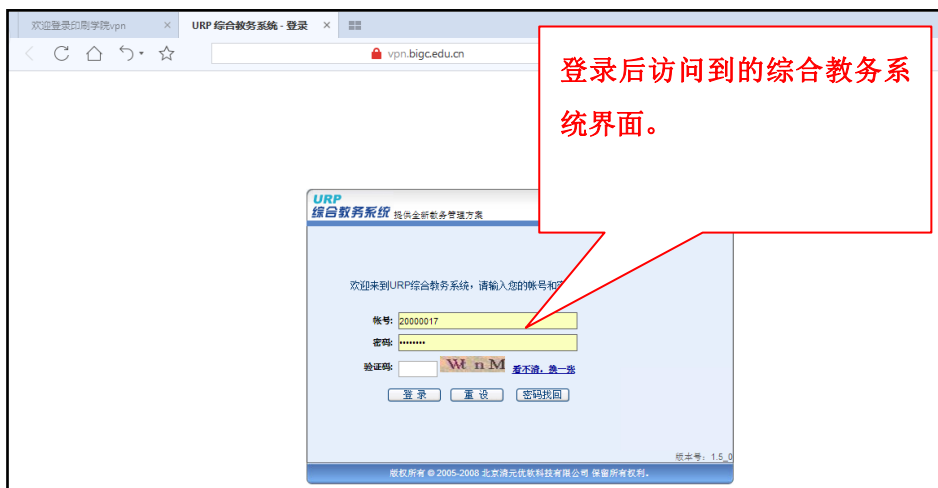 欢迎登录印刷学院vpn
URP 综合教务系统 - 登录
vpn.bigc.edu.cn
登录后访问到的综合教务系
统界面。
URP
综合教务系统 提供全新教务管理方案
欢迎来到URP综合教务系统，请输入您的帐号和
帐号: 20000017
密码: ••••••••
验证码: W n M 看不清，换一张
登 录 重 设 密码找回
版本号：1.5_0
版权所有 © 2005-2008 北京清元优软科技有限公司 保留所有权利。